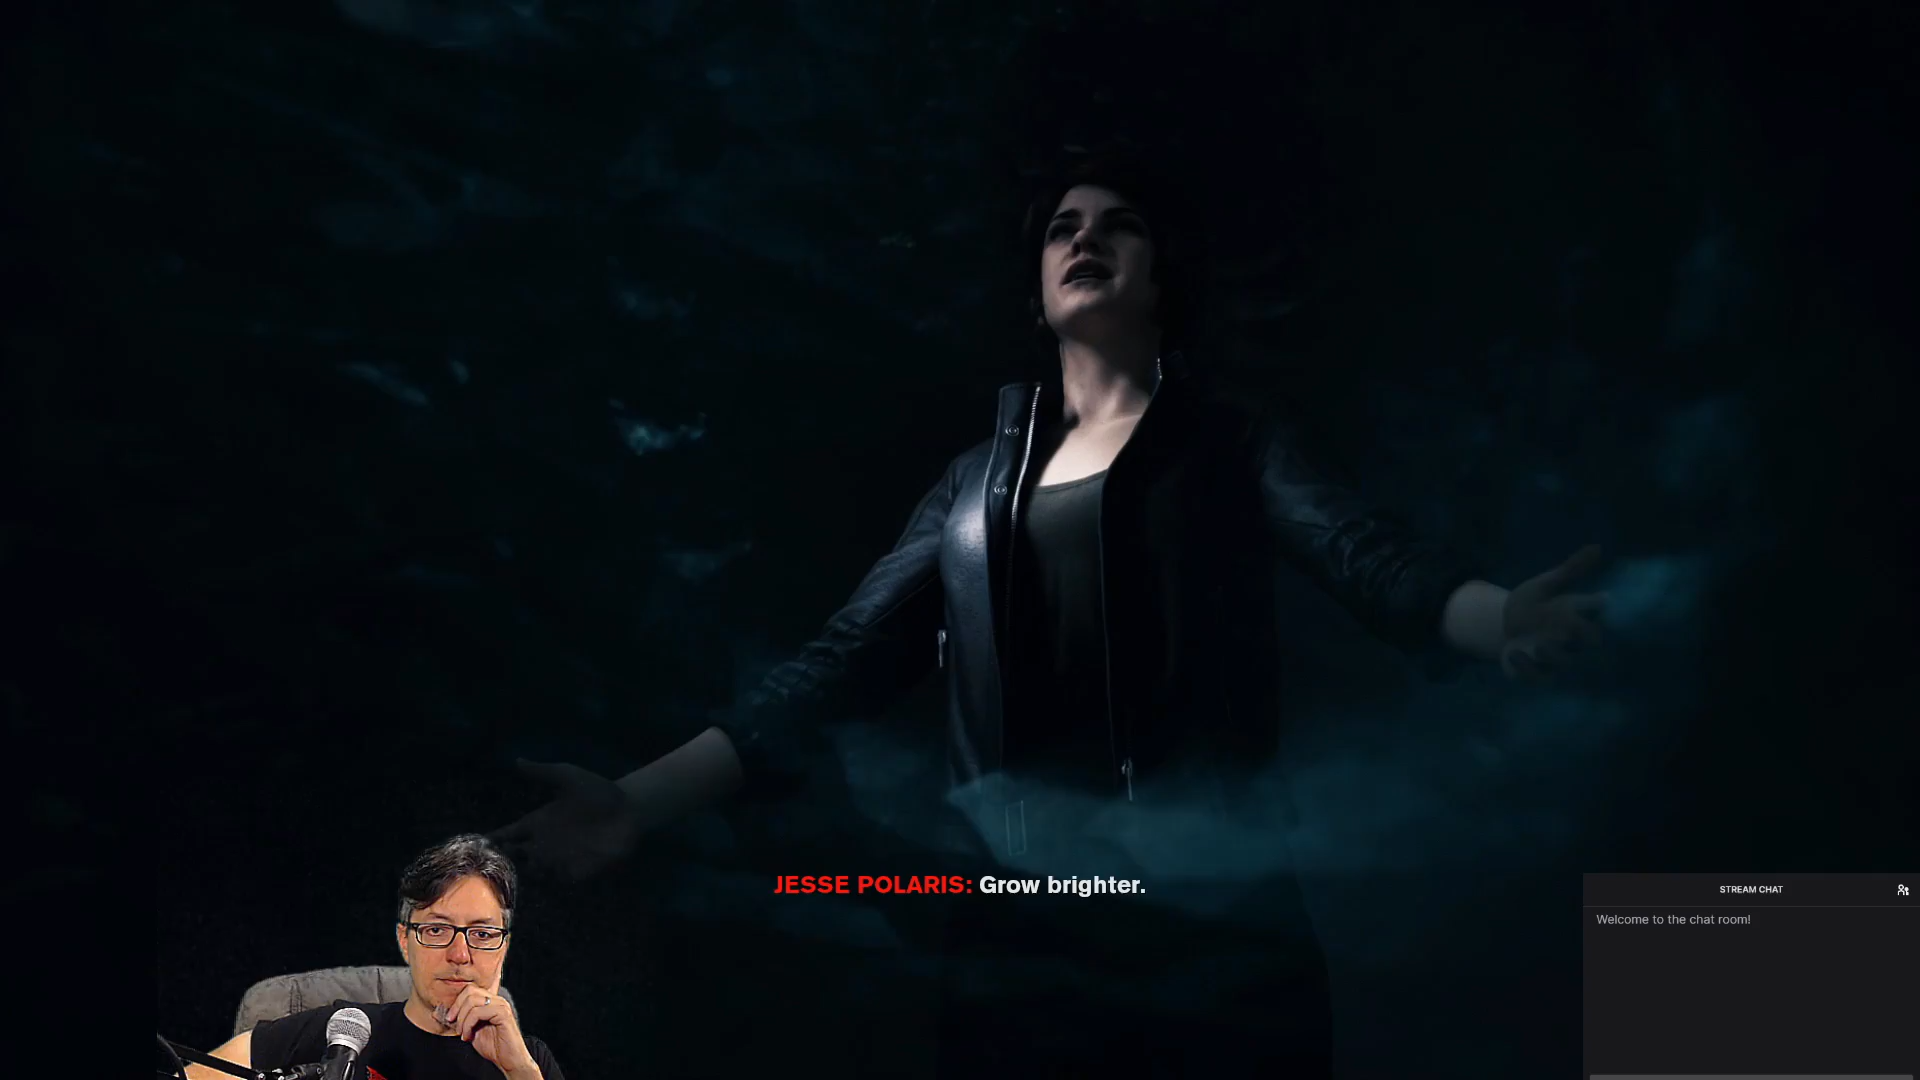 JESSE POLARIS: Grow brighter.
STREAM CHAT
Welcome to the chat room!